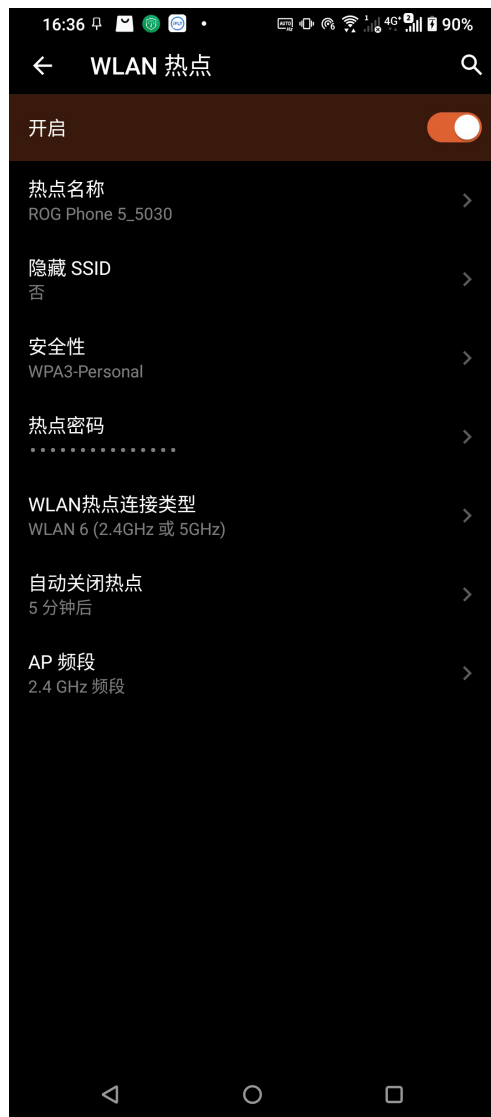 16:36 4G+ 90%
WLAN 热点
开启
热点名称
ROG Phone 5_5030
隐藏 SSID
否
安全性
WPA3-Personal
热点密码
•••••••••••••••
WLAN热点连接类型
WLAN 6 (2.4GHz 或 5GHz)
自动关闭热点
5 分钟后
AP 频段
2.4 GHz 频段